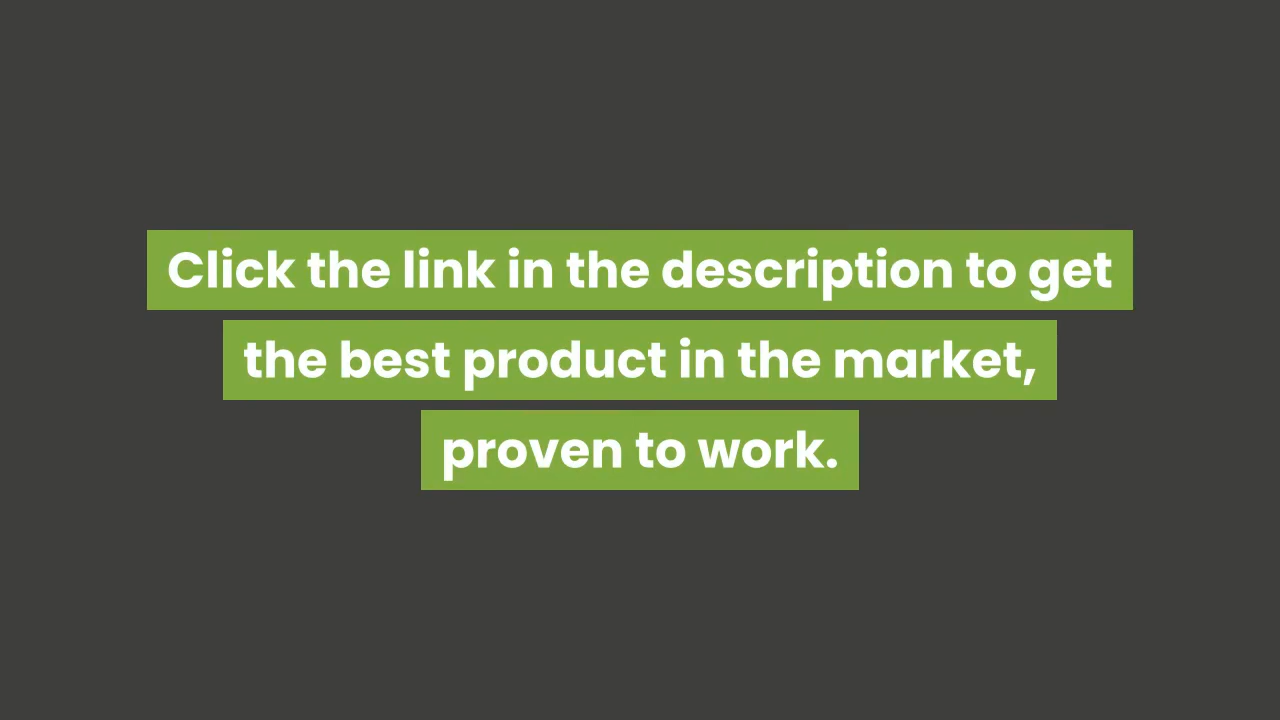 Click the link in the description to get
the best product in the market,
proven to work.